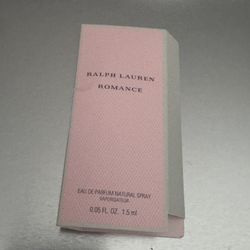 RALPH LAUREN
ROMANCE
EAU DE PARFUM NATURAL SPRAY
VAPORISATEUR
0.05 FL. OZ. 1.5 ml